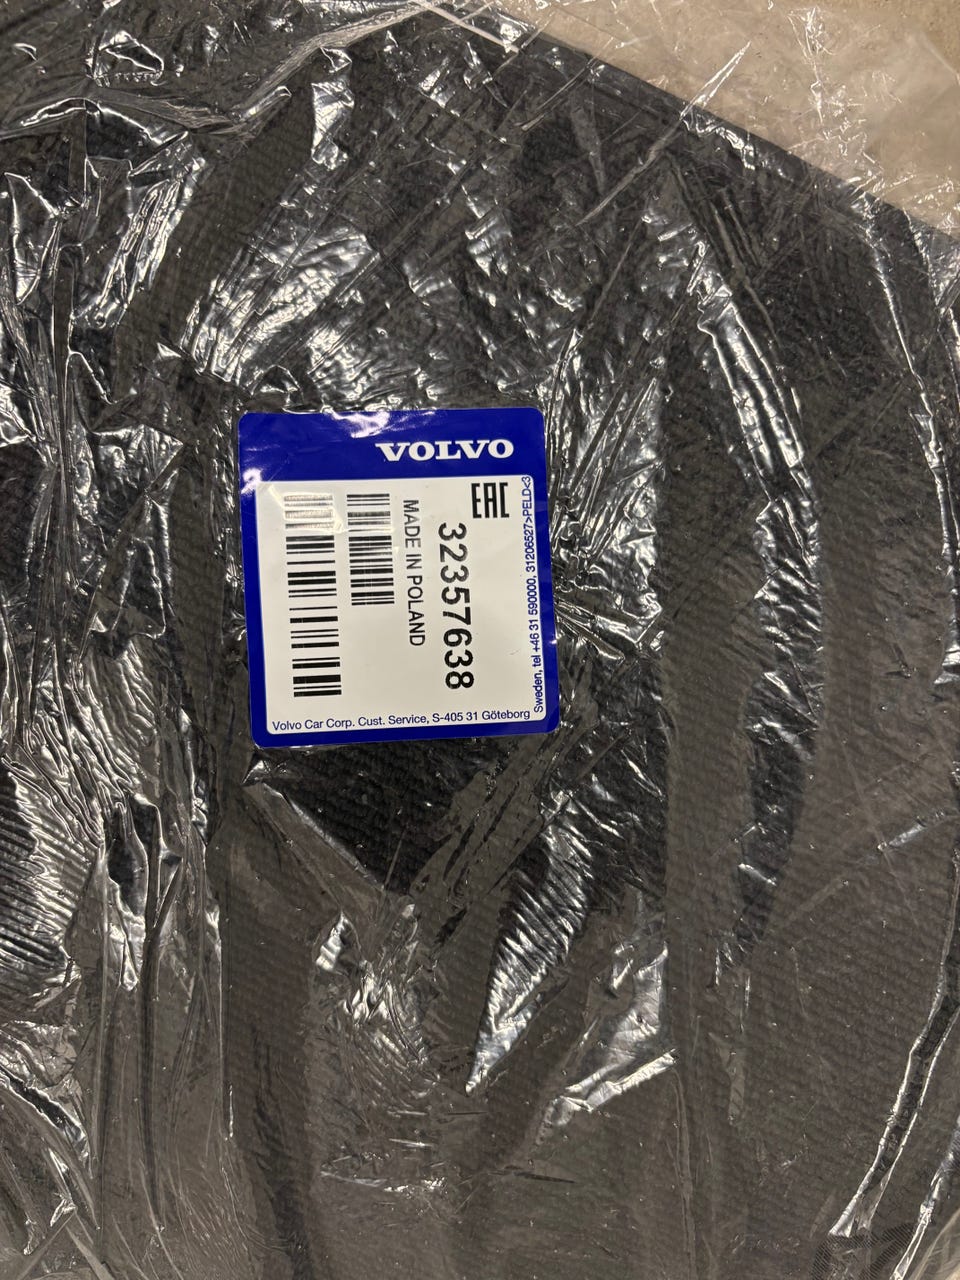 VOLVO
EAC
32357638
MADE IN POLAND
Volvo Car Corp. Cust. Service, S-405 31 Göteborg
Sweden, tel +46 31 590000, 31206527>PELD<3